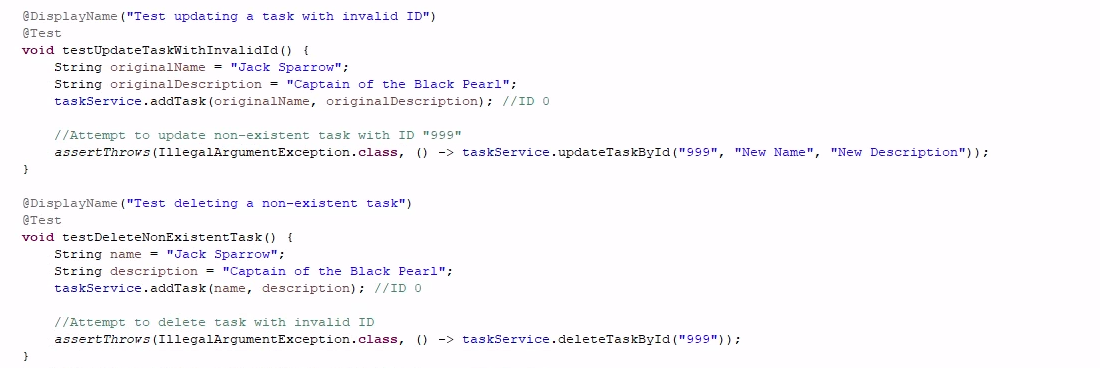 @DisplayName("Test updating a task with invalid ID")
@Test
void testUpdateTaskWithInvalidId() {
    String originalName = "Jack Sparrow";
    String originalDescription = "Captain of the Black Pearl";
    taskService.addTask(originalName, originalDescription); //ID 0

    //Attempt to update non-existent task with ID "999"
    assertThrows(IllegalArgumentException.class, () -> taskService.updateTaskById("999", "New Name", "New Description"));
}

@DisplayName("Test deleting a non-existent task")
@Test
void testDeleteNonExistentTask() {
    String name = "Jack Sparrow";
    String description = "Captain of the Black Pearl";
    taskService.addTask(name, description); //ID 0

    //Attempt to delete task with invalid ID
    assertThrows(IllegalArgumentException.class, () -> taskService.deleteTaskById("999"));
}